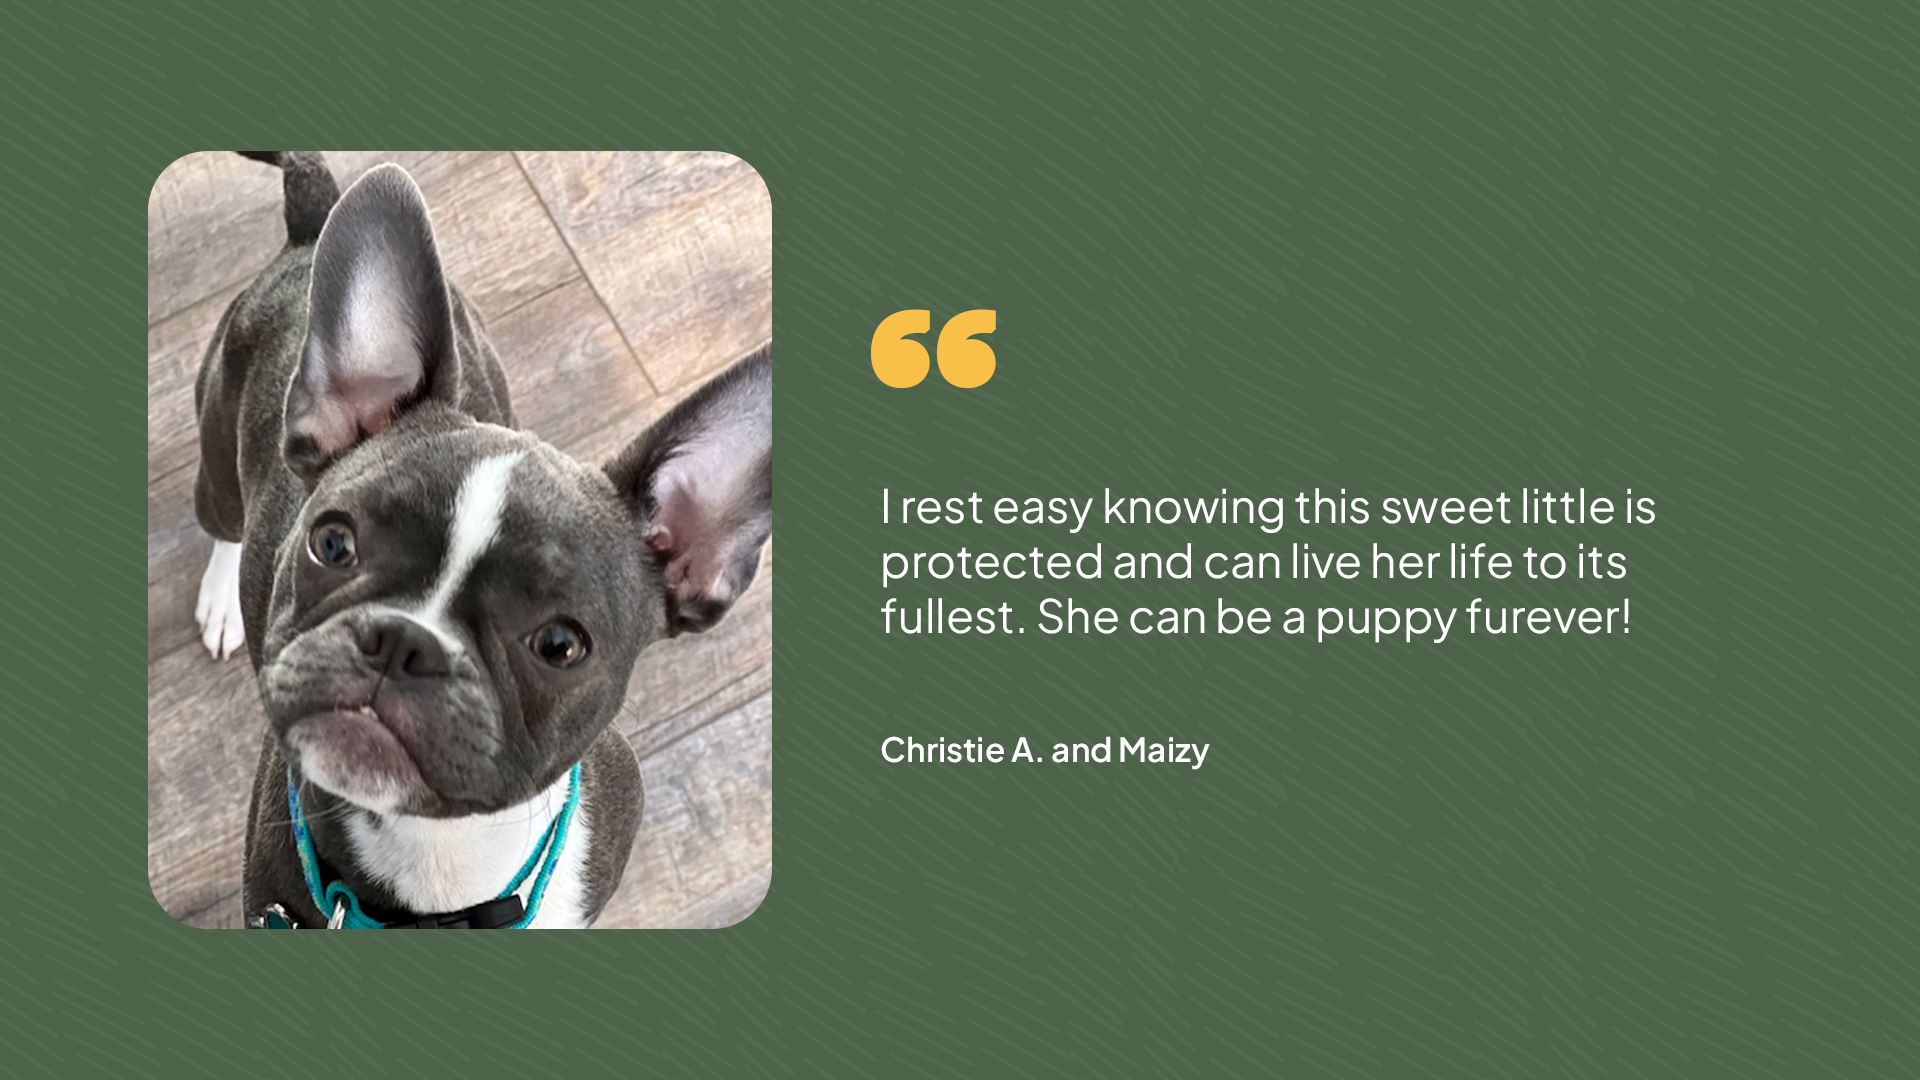 I rest easy knowing this sweet little is
protected and can live her life to its
fullest. She can be a puppy furever!
Christie A. and Maizy